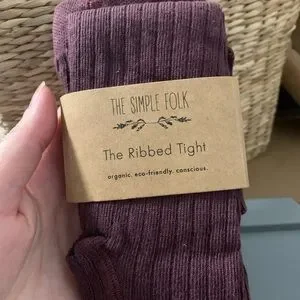 THE SIMPLE FOLK
The Ribbed Tight
organic. eco-friendly. conscious.